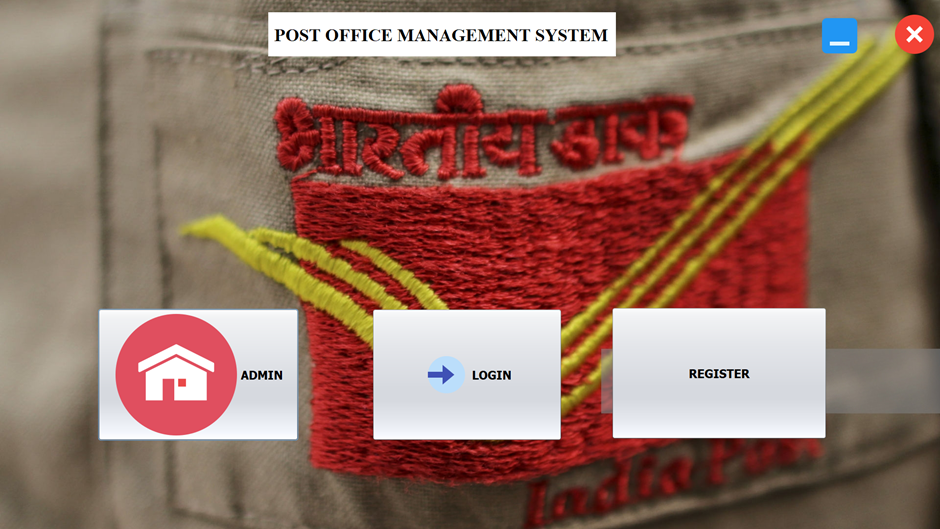 POST OFFICE MANAGEMENT SYSTEM
भारतीय डाक
ADMIN
LOGIN
REGISTER
India Post